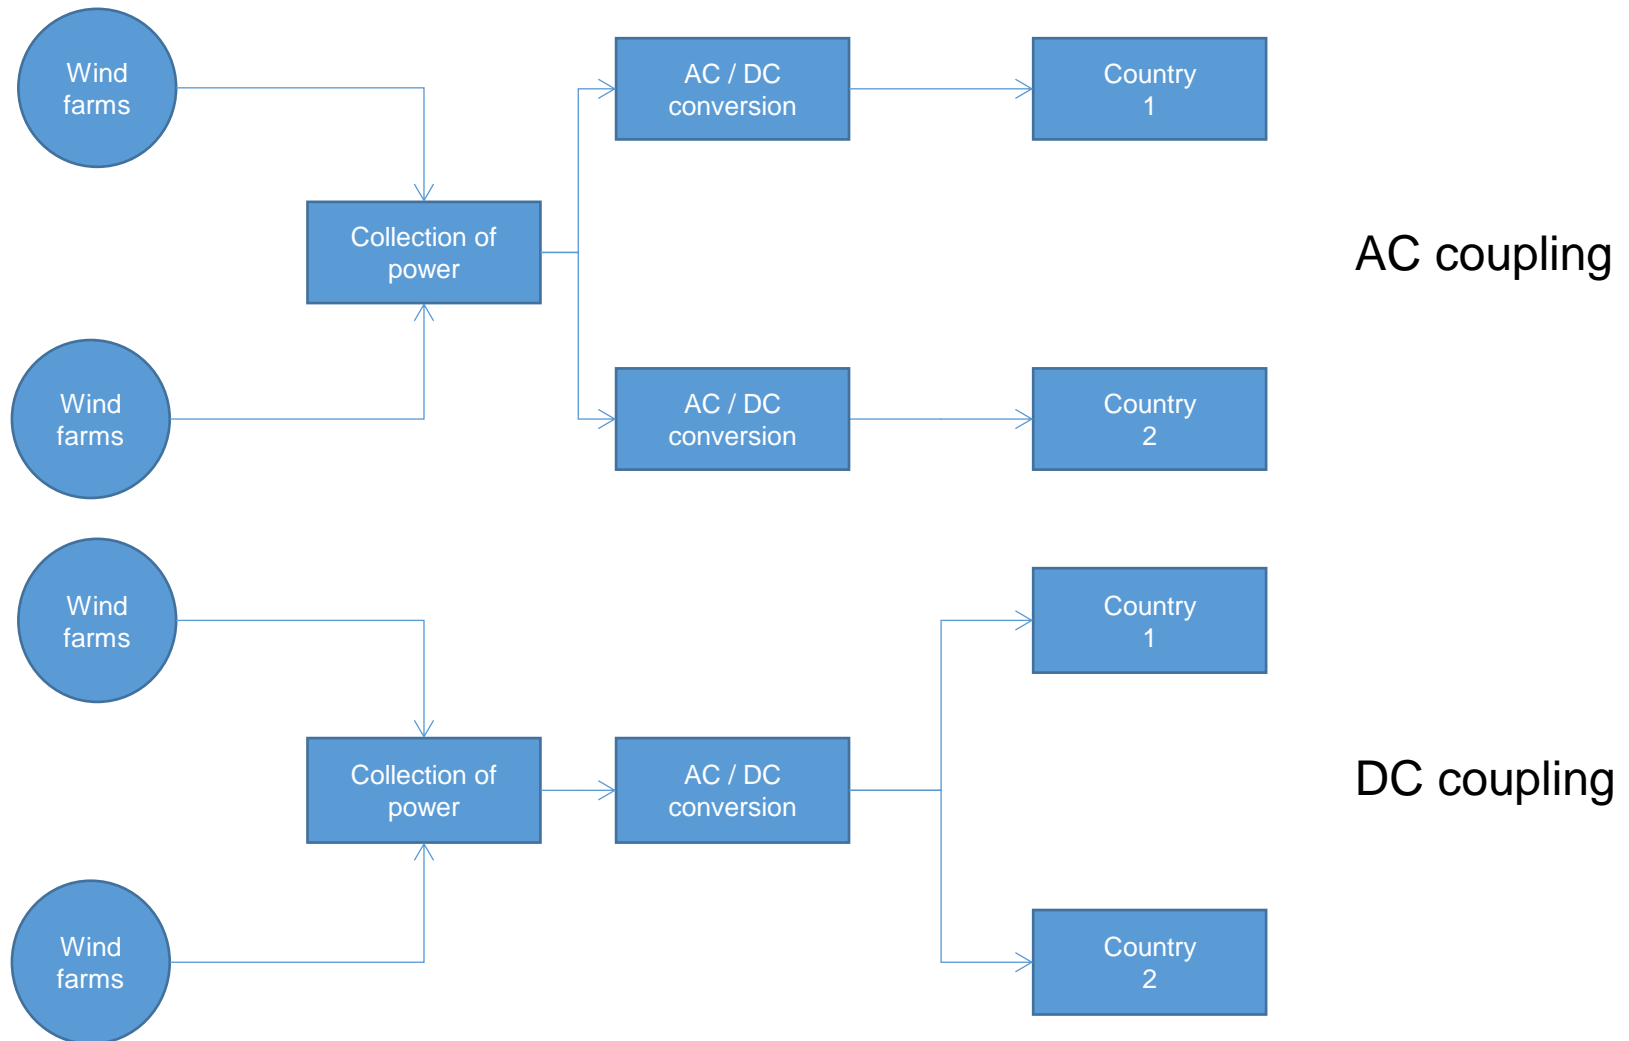 Wind
farms
AC / DC
conversion
Country
1
Collection of
power
AC coupling
Wind
farms
AC / DC
conversion
Country
2
Wind
farms
Country
1
Collection of
power
AC / DC
conversion
DC coupling
Wind
farms
Country
2